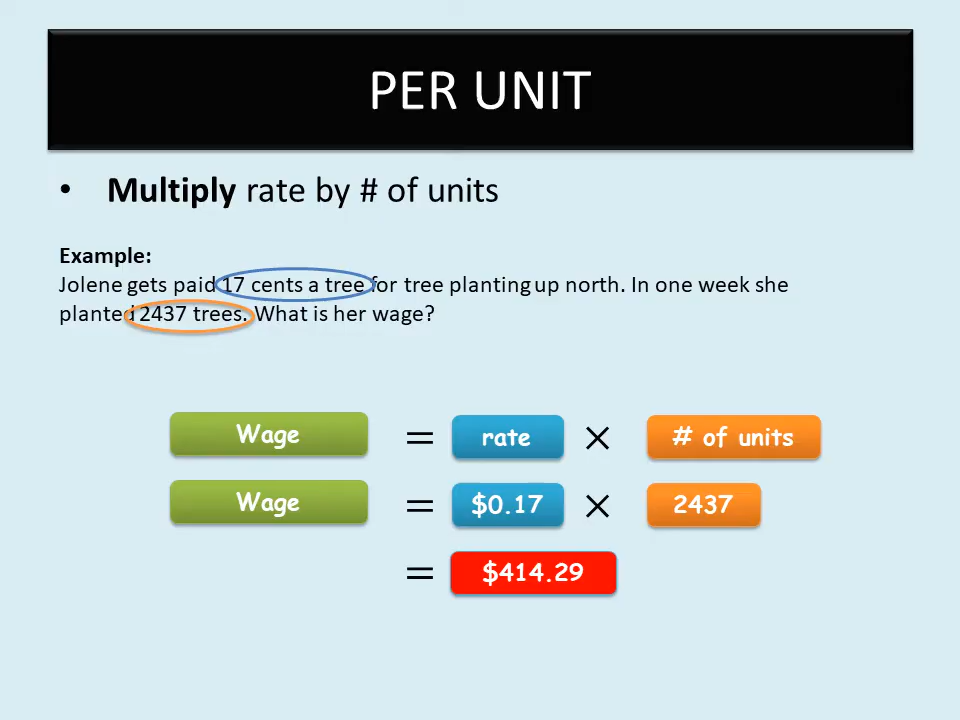 PER UNIT
• Multiply rate by # of units
Example:
Jolene gets paid 17 cents a tree for tree planting up north. In one week she
planted 2437 trees. What is her wage?
Wage = rate × # of units
Wage = $0.17 × 2437
= $414.29